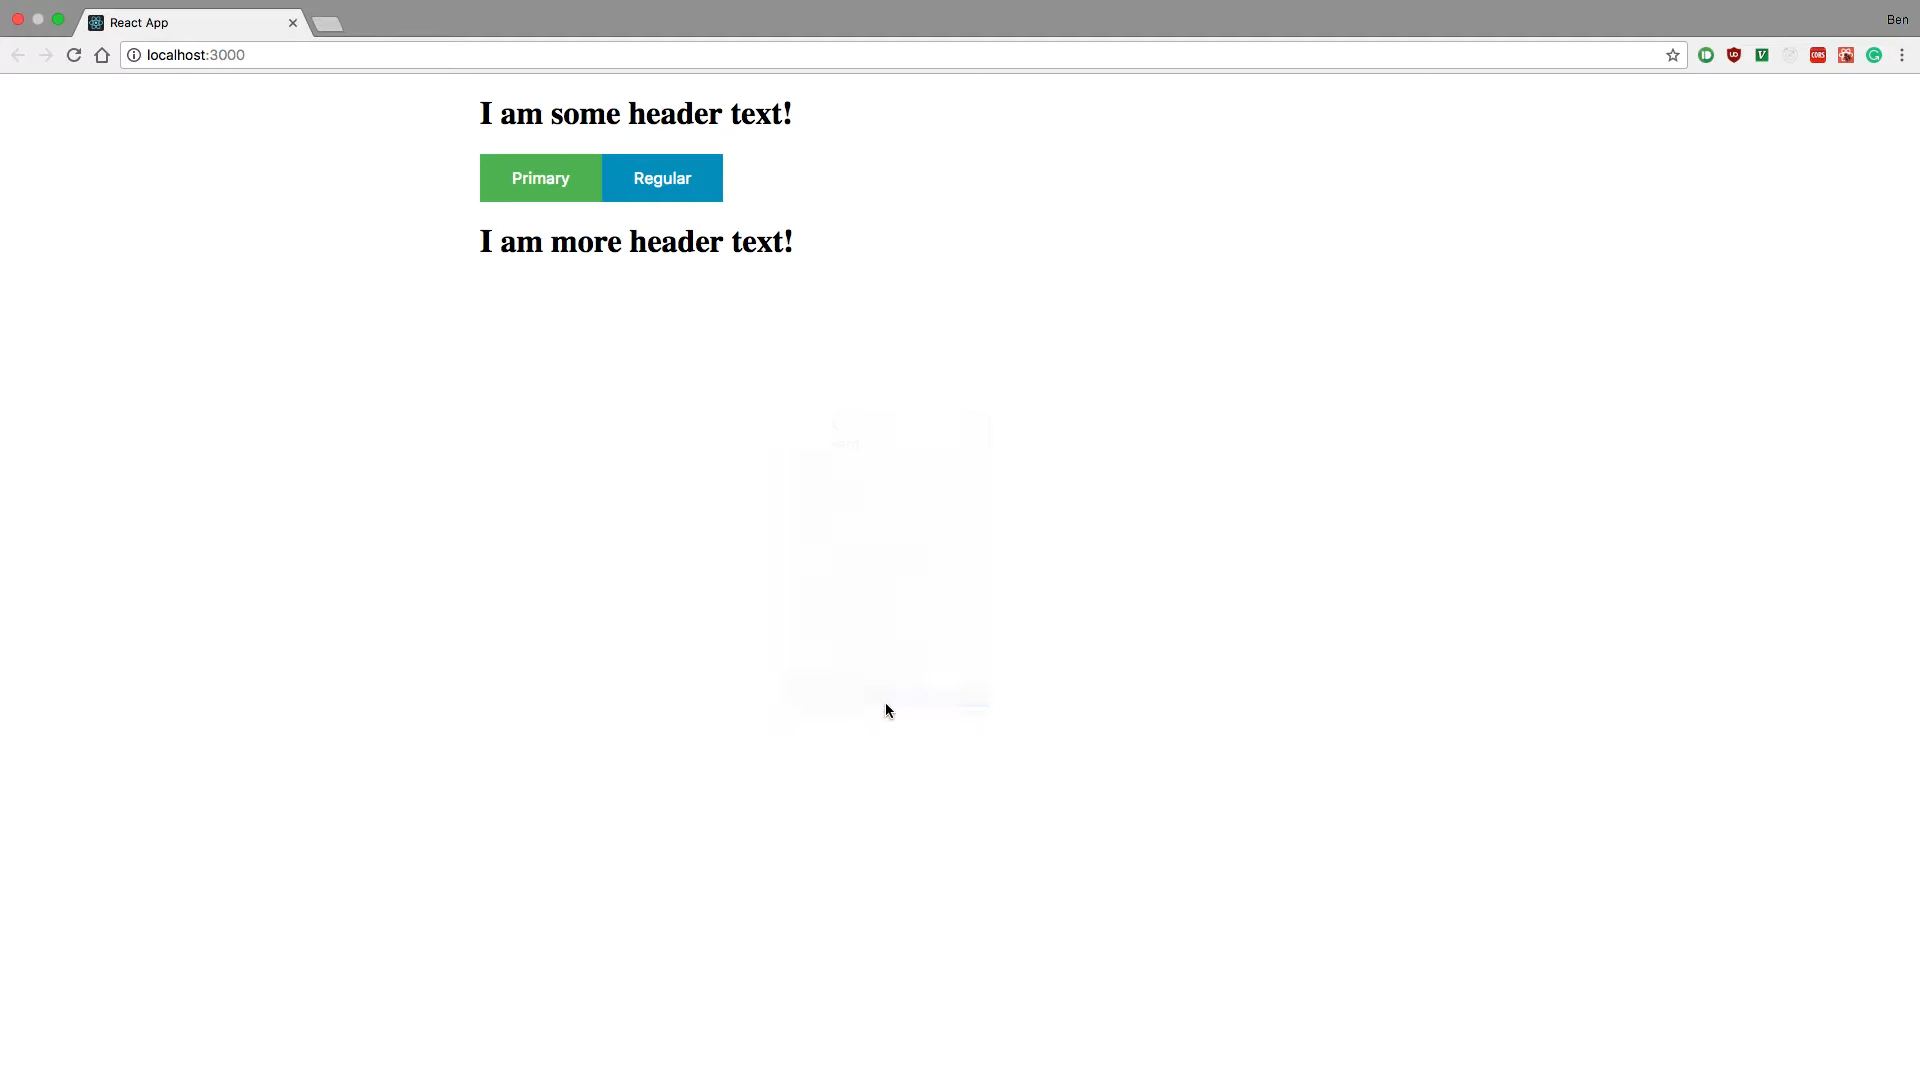 React App
Ben
localhost:3000
I am some header text!
Primary
Regular
I am more header text!